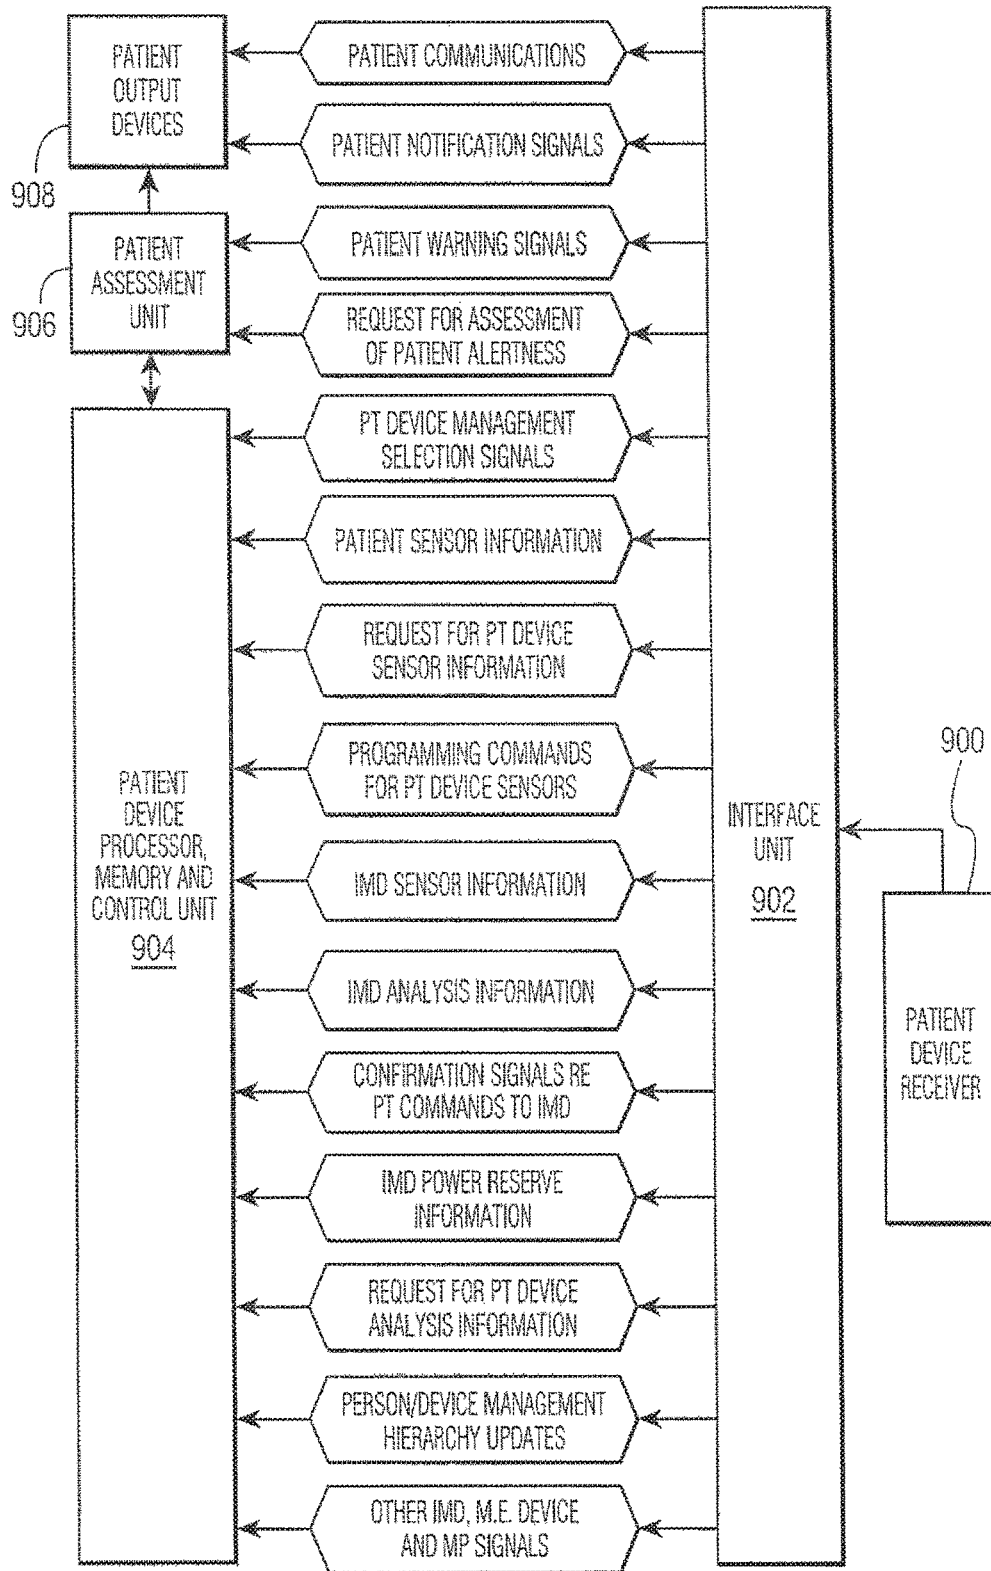 PATIENT
OUTPUT
DEVICES
908
PATIENT
ASSESSMENT
UNIT
906
PATIENT
DEVICE
PROCESSOR,
MEMORY AND
CONTROL UNIT
904
PATIENT COMMUNICATIONS
PATIENT NOTIFICATION SIGNALS
PATIENT WARNING SIGNALS
REQUEST FOR ASSESSMENT
OF PATIENT ALERTNESS
PT DEVICE MANAGEMENT
SELECTION SIGNALS
PATIENT SENSOR INFORMATION
REQUEST FOR PT DEVICE
SENSOR INFORMATION
PROGRAMMING COMMANDS
FOR PT DEVICE SENSORS
IMD SENSOR INFORMATION
IMD ANALYSIS INFORMATION
CONFIRMATION SIGNALS RE
PT COMMANDS TO IMD
IMD POWER RESERVE
INFORMATION
REQUEST FOR PT DEVICE
ANALYSIS INFORMATION
PERSON/DEVICE MANAGEMENT
HIERARCHY UPDATES
OTHER IMD, M.E. DEVICE
AND MP SIGNALS
INTERFACE
UNIT
902
900
PATIENT
DEVICE
RECEIVER